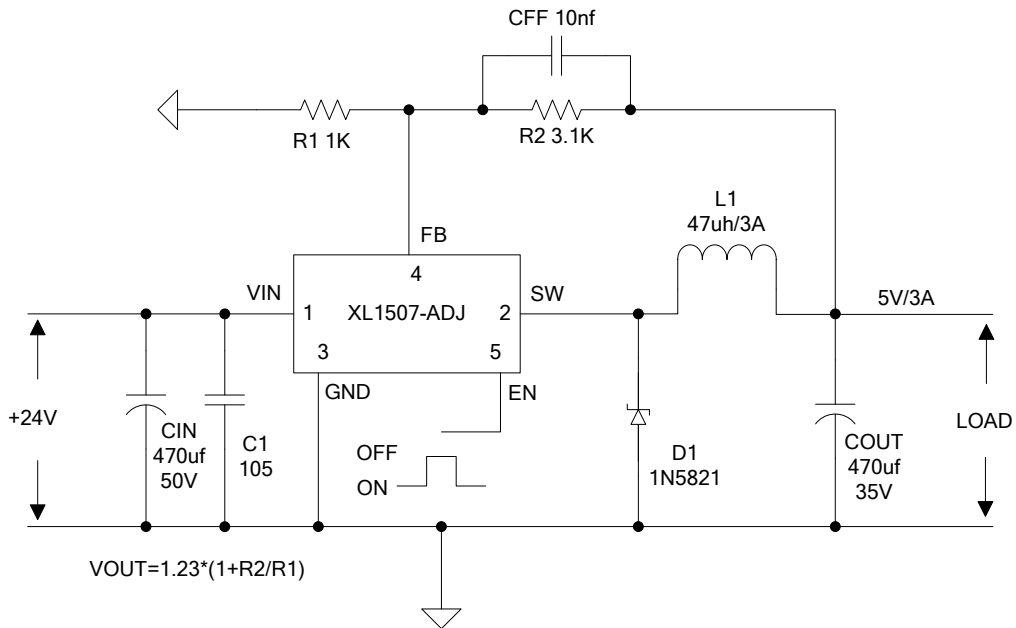 CFF 10nf
R1 1K
R2 3.1K
L1
47uh/3A
FB
4
VIN
SW
5V/3A
1
XL1507-ADJ
2
3
5
GND
EN
+24V
CIN
470uf
50V
C1
105
OFF
ON
D1
1N5821
COUT
470uf
35V
LOAD
VOUT=1.23*(1+R2/R1)